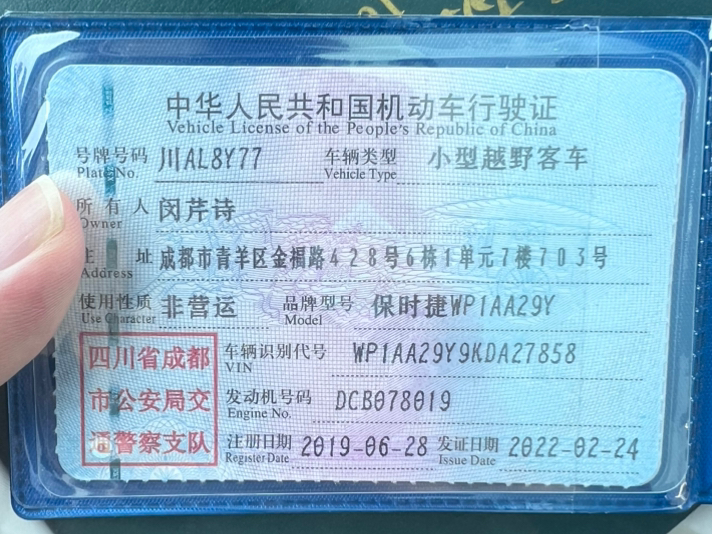 中华人民共和国机动车行驶证
Vehicle License of the People's Republic of China
号牌号码 川AL8Y77 车辆类型 小型越野客车
Plate No. Vehicle Type
所有人 闵芹诗
Owner
址 成都市青羊区金楒路428号6栋1单元7楼703号
Address
使用性质 非营运 品牌型号 保时捷WP1AA29Y
Use Character Model
四川省成都
市公安局交
通警察支队
车辆识别代号 WP1AA29Y9KDA27858
VIN
发动机号码 DCB078019
Engine No.
注册日期 2019-06-28 发证日期 2022-02-24
Register Date Issue Date